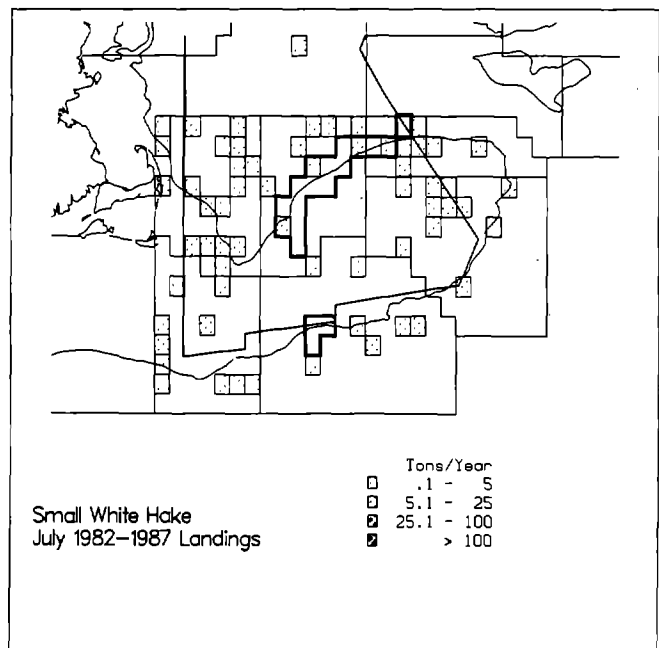 Tons/Year
.1 - 5
5.1 - 25
25.1 - 100
> 100
Small White Hake
July 1982-1987 Landings